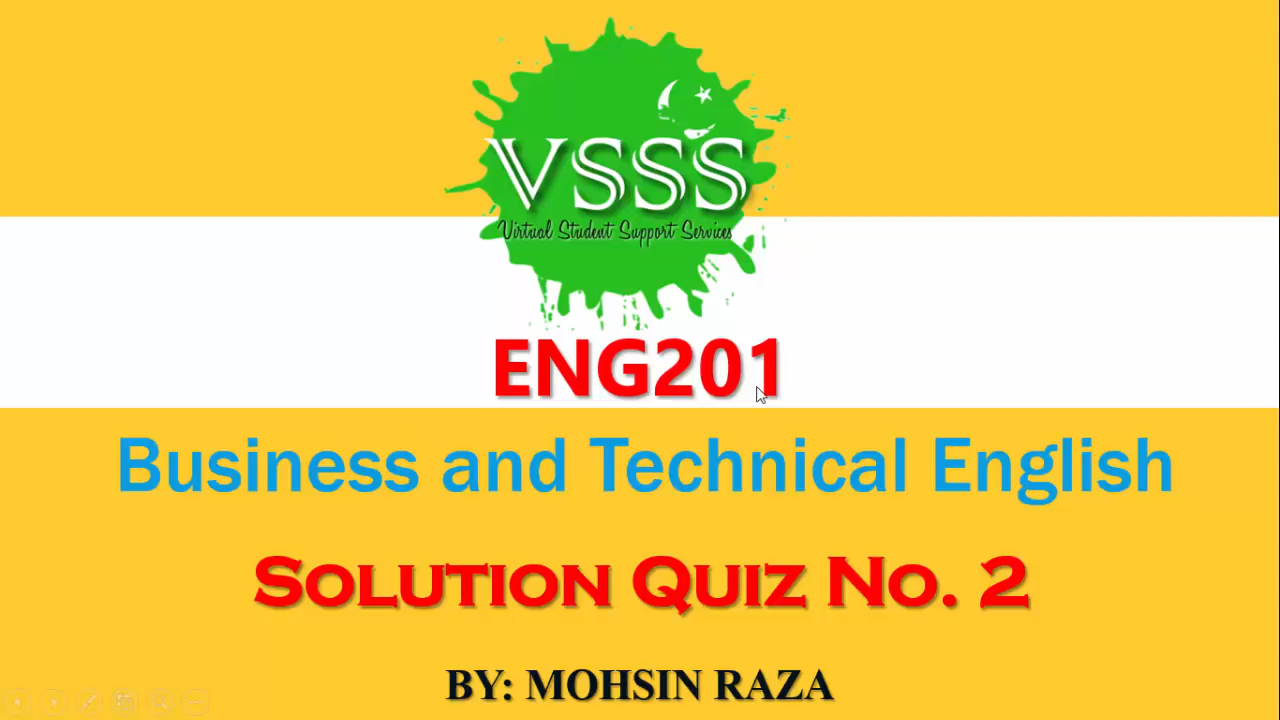 VSSS
Virtual Student Support Services
ENG201
Business and Technical English
SOLUTION QUIZ NO. 2
BY: MOHSIN RAZA